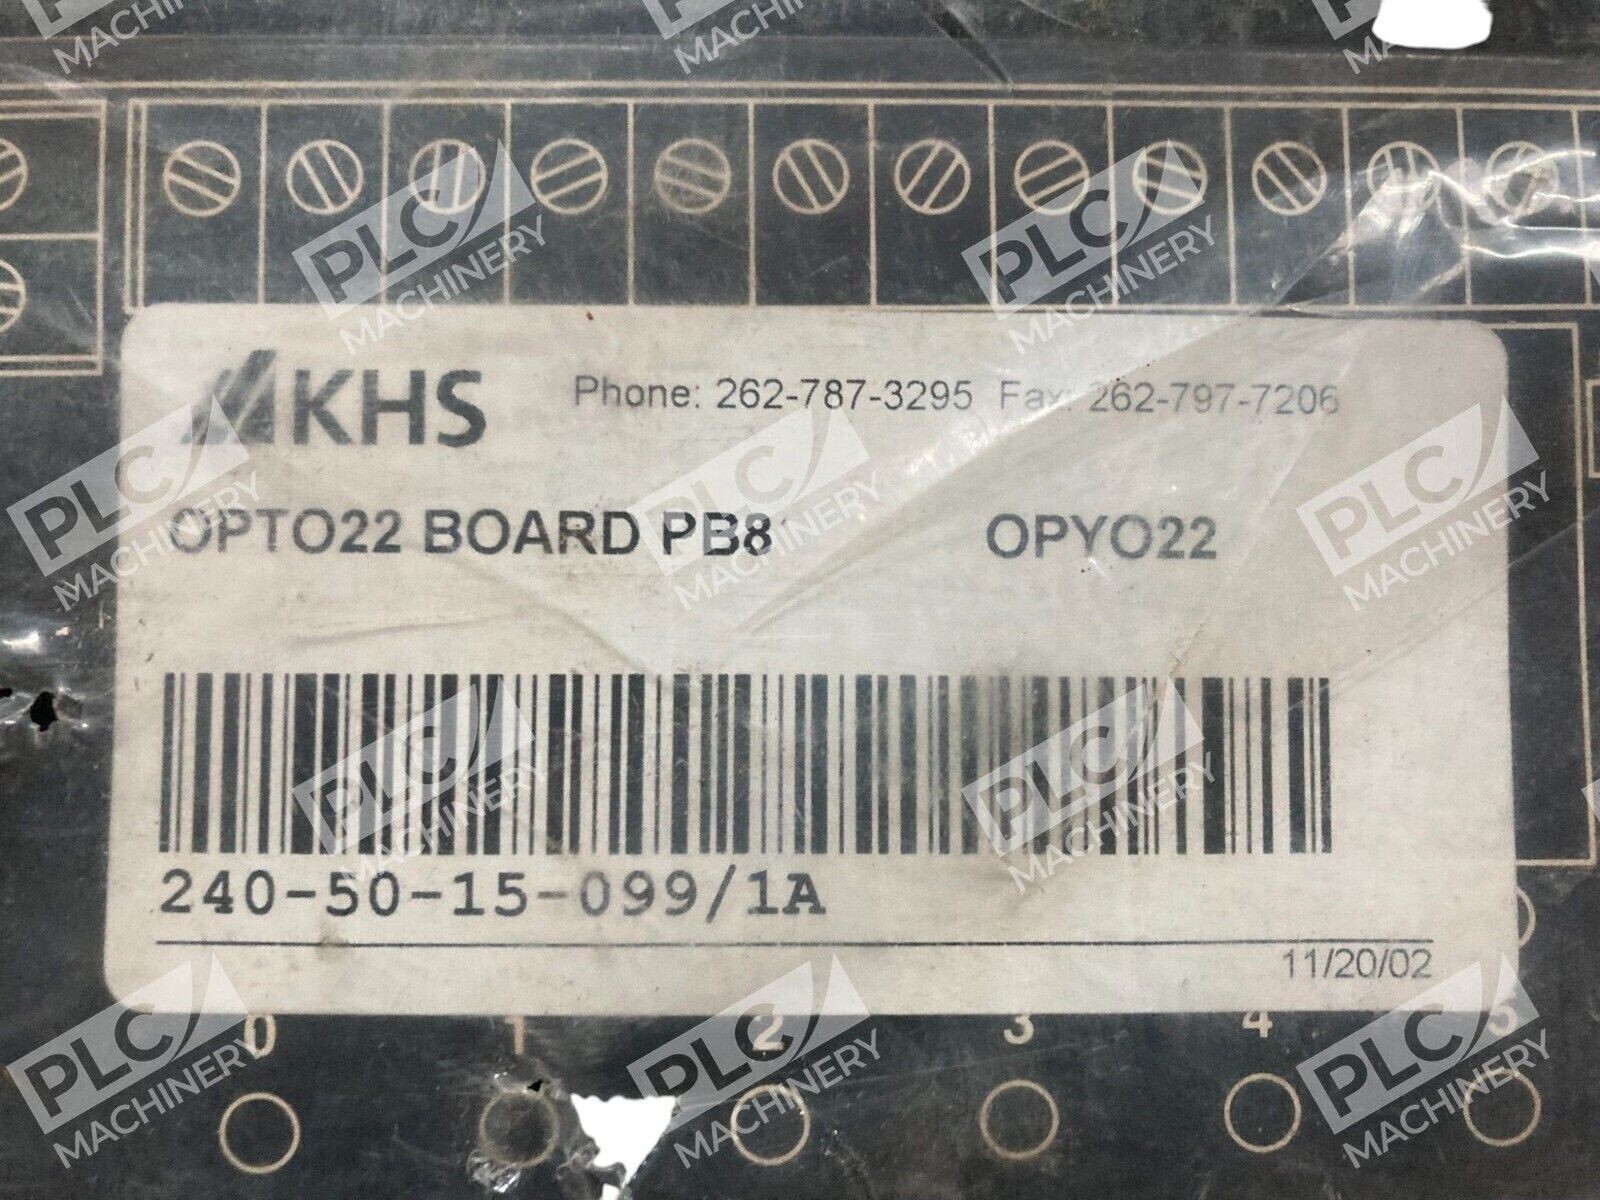 KHS Phone: 262-787-3295 Fax: 262-797-7206
OPTO22 BOARD PB8 OPYO22
240-50-15-099/1A
11/20/02
0 1 2 3 4 5
PLC MACHINERY